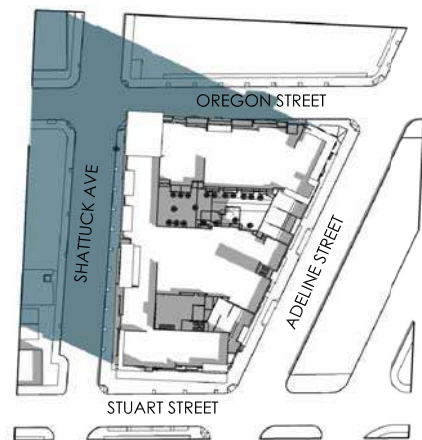 OREGON STREET
SHATTUCK AVE
ADELINE STREET
STUART STREET